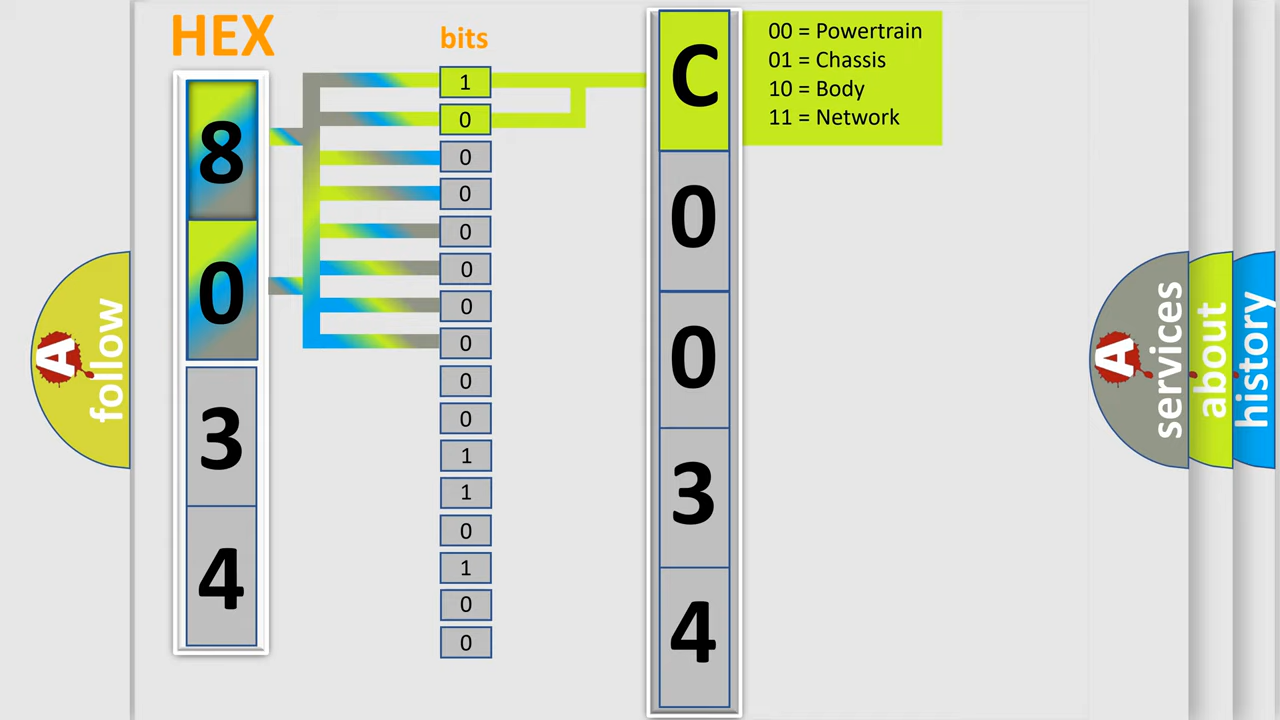 HEX
bits
8
0
3
4
1
0
0
0
0
0
0
0
0
0
1
1
0
1
0
0
C
0
0
3
4
00 = Powertrain
01 = Chassis
10 = Body
11 = Network
A
follow
A
services
about
history